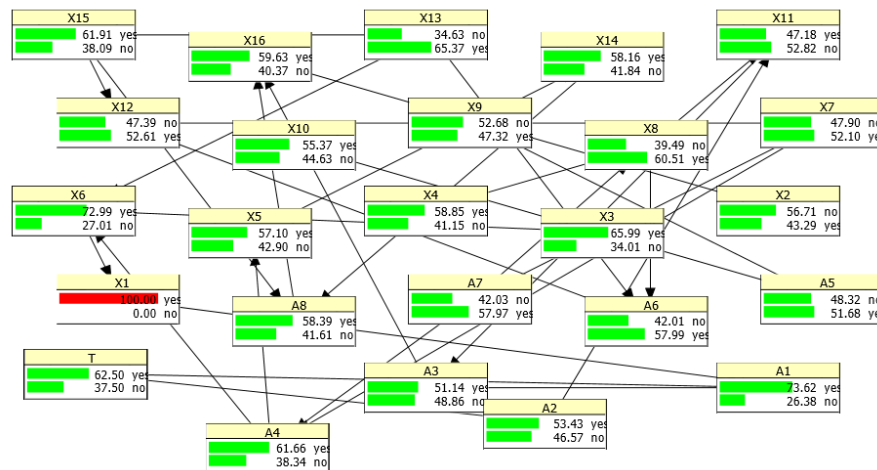 X15
61.91 yes
38.09 no
X16
59.63 yes
40.37 no
X13
34.63 no
65.37 yes
X14
58.16 yes
41.84 no
X11
47.18 yes
52.82 no
X12
47.39 no
52.61 yes
X10
55.37 yes
44.63 no
X9
52.68 no
47.32 yes
X8
39.49 no
60.51 yes
X7
47.90 no
52.10 yes
X6
72.99 yes
27.01 no
X5
57.10 yes
42.90 no
X4
58.85 yes
41.15 no
X3
65.99 yes
34.01 no
X2
56.71 no
43.29 yes
X1
100.00 yes
0.00 no
A8
58.39 yes
41.61 no
A7
42.03 no
57.97 yes
A6
42.01 no
57.99 yes
A5
48.32 no
51.68 yes
T
62.50 yes
37.50 no
A3
51.14 yes
48.86 no
A1
73.62 yes
26.38 no
A4
61.66 yes
38.34 no
A2
53.43 yes
46.57 no